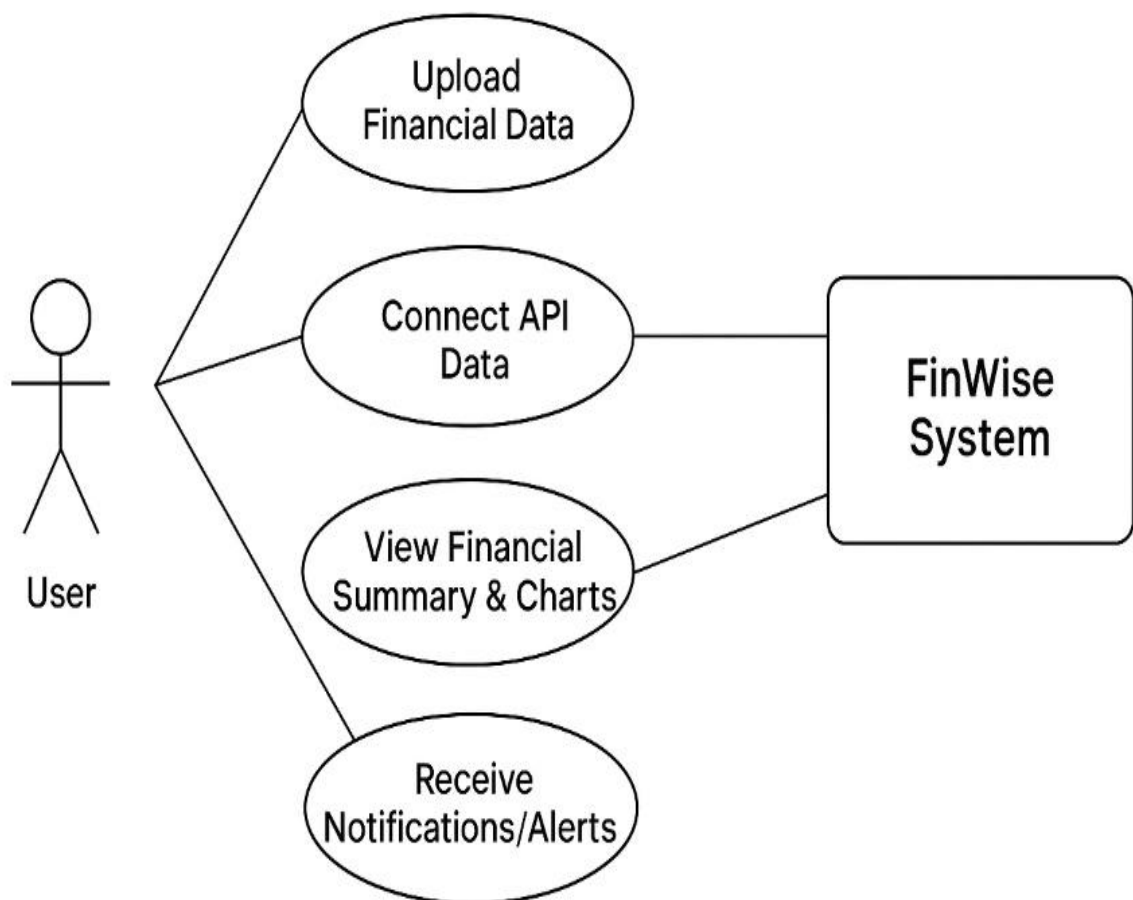 Upload
Financial Data
Connect API
Data
FinWise
System
View Financial
Summary & Charts
User
Receive
Notifications/Alerts